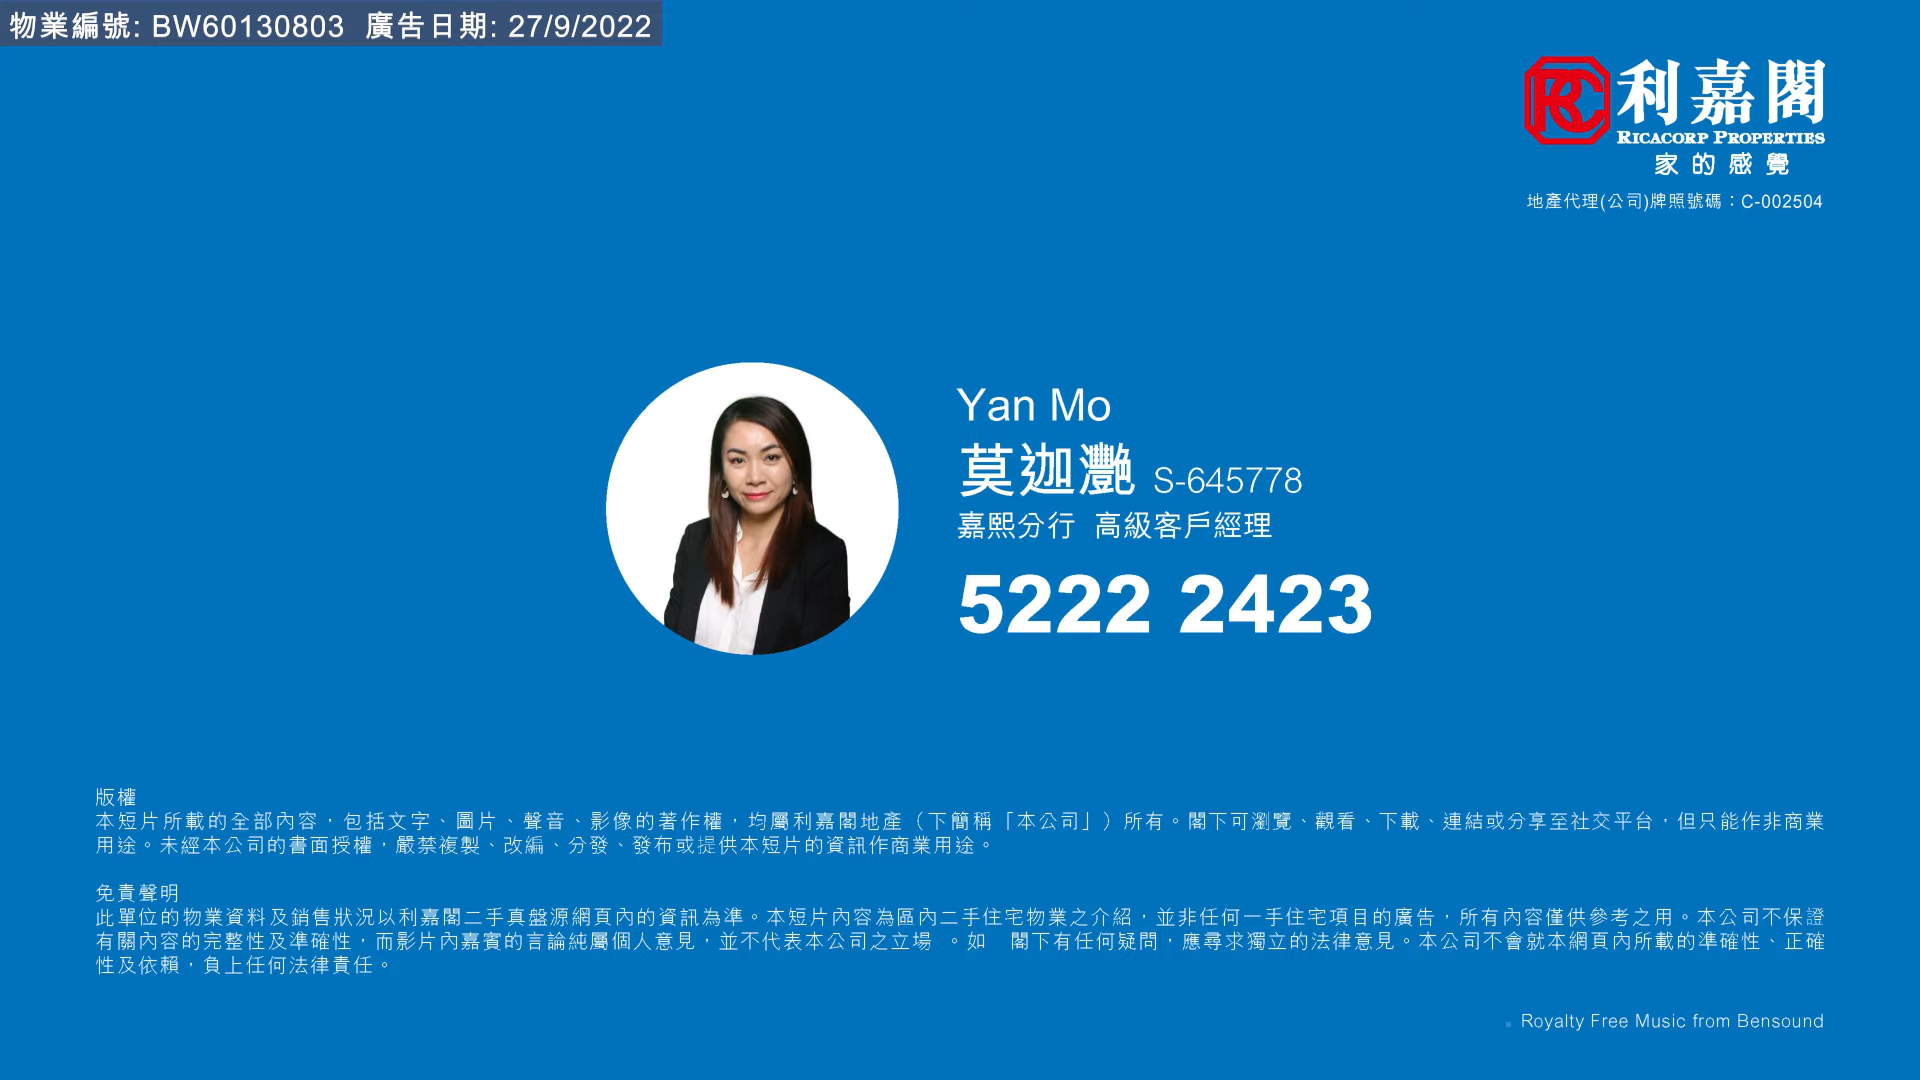 物業編號: BW60130803 廣告日期: 27/9/2022
RC 利嘉閣
RICACORP PROPERTIES
家的感覺
地產代理(公司)牌照號碼：C-002504
Yan Mo
莫迦灧 S-645778
嘉熙分行 高級客戶經理
5222 2423
版權
本短片所載的全部內容，包括文字、圖片、聲音、影像的著作權，均屬利嘉閣地產（下簡稱「本公司」）所有。閣下可瀏覽、觀看、下載、連結或分享至社交平台，但只能作非商業
用途。未經本公司的書面授權，嚴禁複製、改編、分發、發布或提供本短片的資訊作商業用途。
免責聲明
此單位的物業資料及銷售狀況以利嘉閣二手真盤源網頁內的資訊為準。本短片內容為區內二手住宅物業之介紹，並非任何一手住宅項目的廣告，所有內容僅供參考之用。本公司不保證
有關內容的完整性及準確性，而影片內嘉賓的言論純屬個人意見，並不代表本公司之立場 。如 閣下有任何疑問，應尋求獨立的法律意見。本公司不會就本網頁內所載的準確性、正確
性及依賴，負上任何法律責任。
Royalty Free Music from Bensound